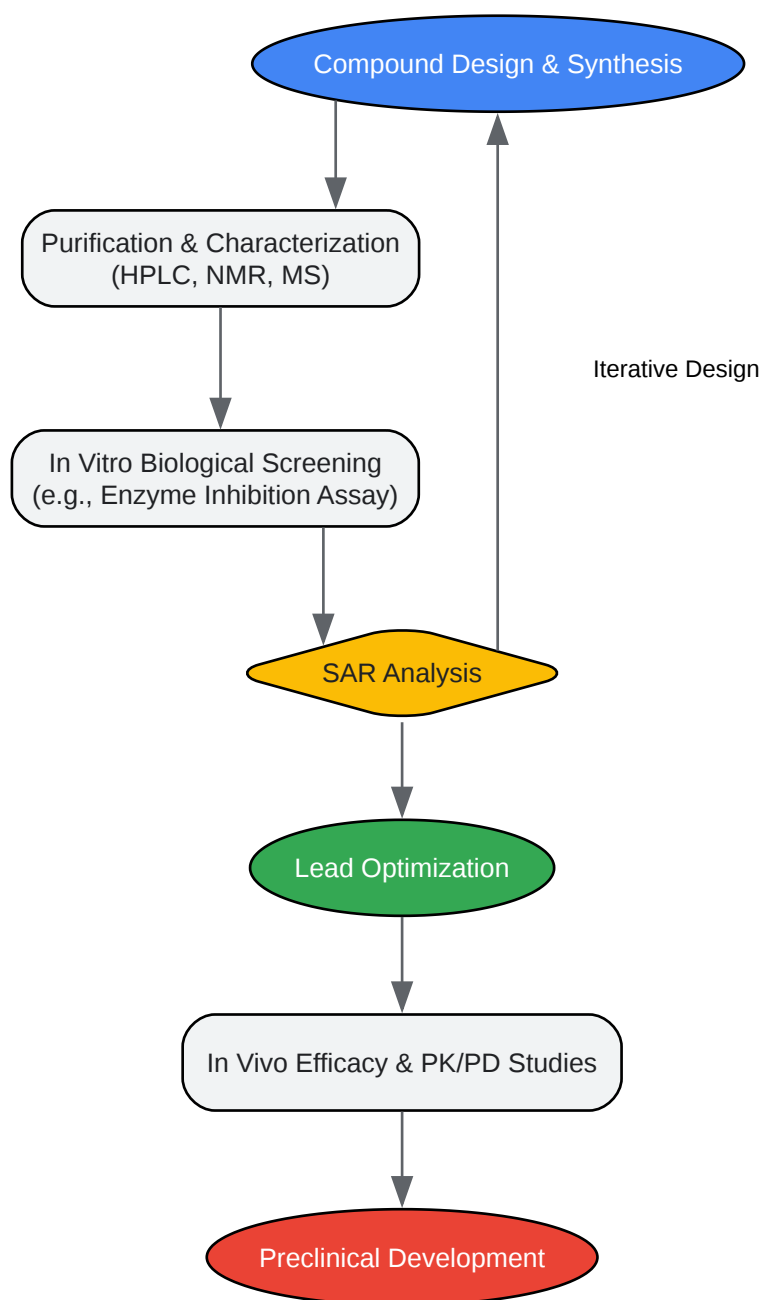 Compound Design & Synthesis
Purification & Characterization
(HPLC, NMR, MS)
Iterative Design
In Vitro Biological Screening
(e.g., Enzyme Inhibition Assay)
SAR Analysis
Lead Optimization
In Vivo Efficacy & PK/PD Studies
Preclinical Development